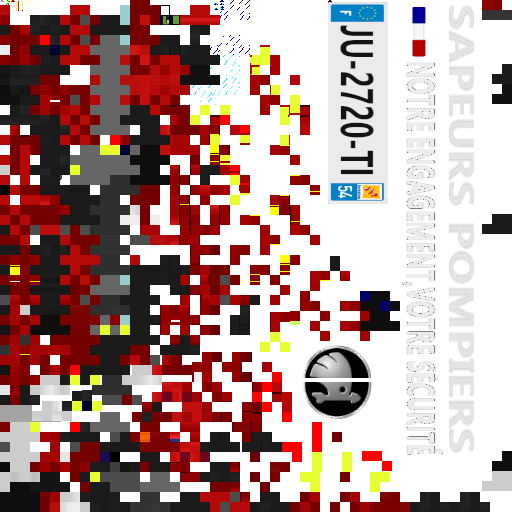 SAPEURS POMPIERS
NOTRE ENGAGEMENT,VOTRE SÉCURITÉ
F
JU-2720-TI
54